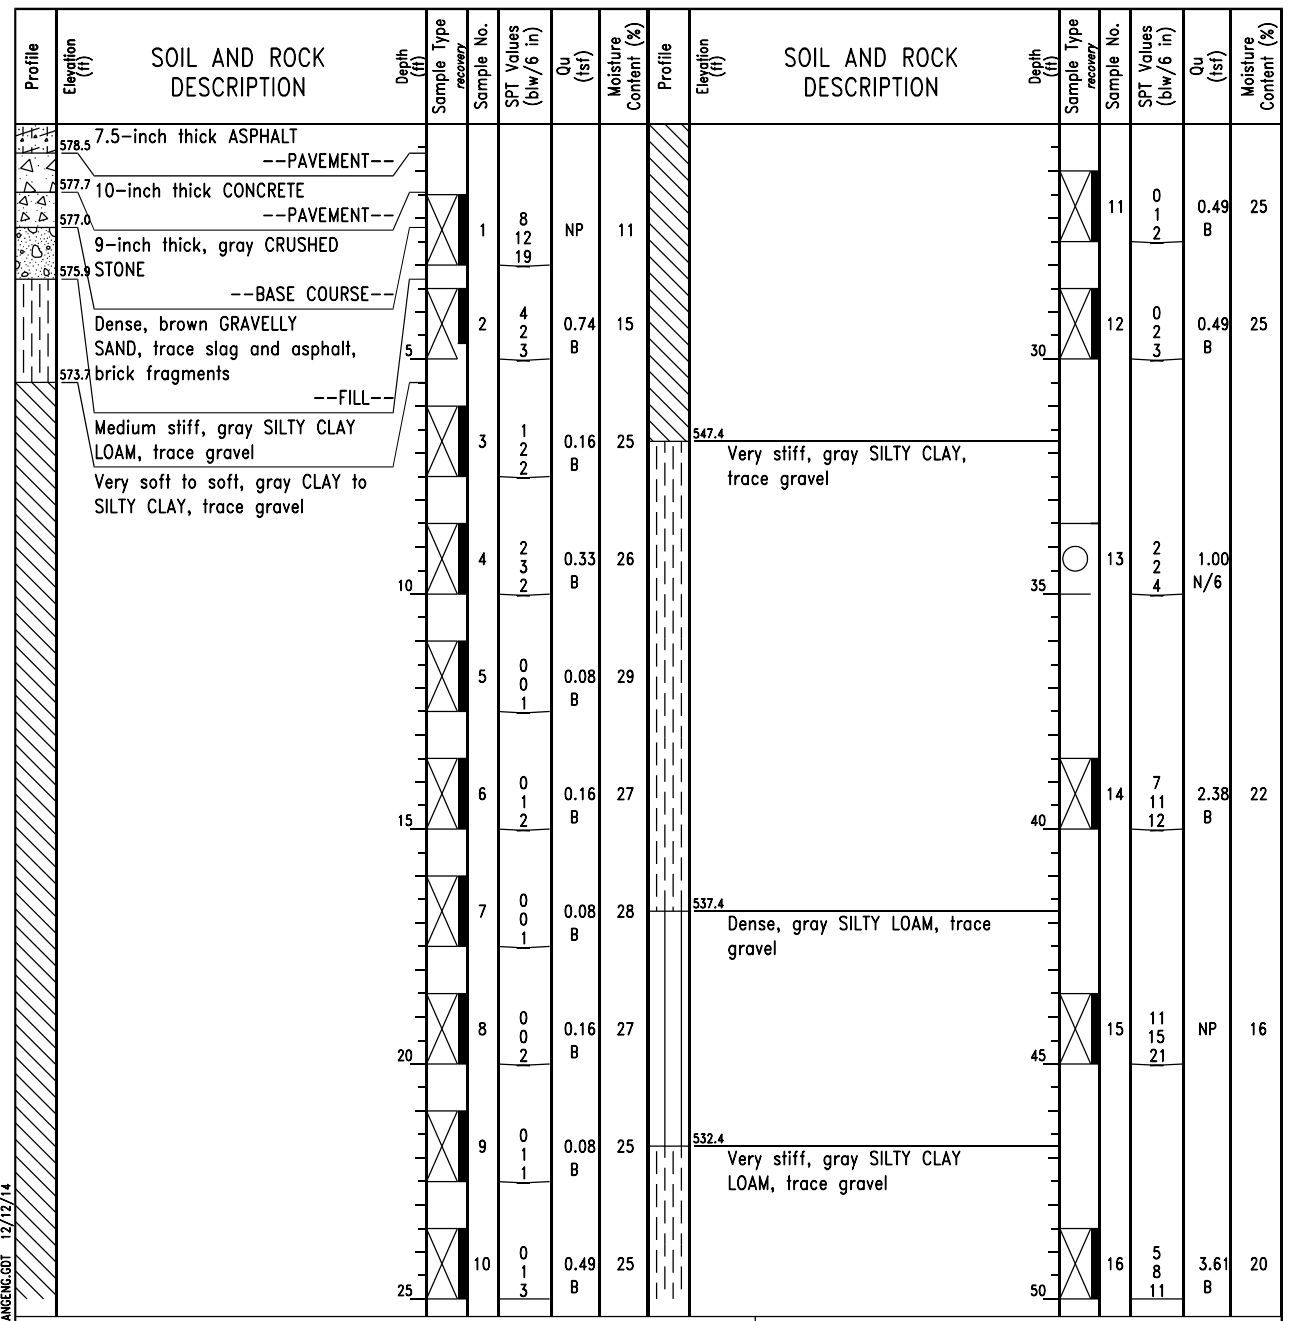 Profile
Elevation
(ft)
SOIL AND ROCK
DESCRIPTION
Depth
(ft)
Sample Type
recovery
Sample No.
SPT Values
(blw/6 in)
Qu
(tsf)
Moisture
Content (%)
Profile
Elevation
(ft)
SOIL AND ROCK
DESCRIPTION
Depth
(ft)
Sample Type
recovery
Sample No.
SPT Values
(blw/6 in)
Qu
(tsf)
Moisture
Content (%)
7.5-inch thick ASPHALT
578.5
--PAVEMENT--
577.7
10-inch thick CONCRETE
--PAVEMENT--
577.0
9-inch thick, gray CRUSHED
STONE
575.9
--BASE COURSE--
Dense, brown GRAVELLY
SAND, trace slag and asphalt,
brick fragments
573.7
--FILL--
Medium stiff, gray SILTY CLAY
LOAM, trace gravel
Very soft to soft, gray CLAY to
SILTY CLAY, trace gravel
1
8
12
19
NP
11
5
2
4
2
3
0.74
B
15
3
1
2
2
0.16
B
25
10
4
2
3
2
0.33
B
26
5
0
0
1
0.08
B
29
15
6
0
1
2
0.16
B
27
7
0
0
1
0.08
B
28
20
8
0
0
2
0.16
B
27
9
0
1
1
0.08
B
25
25
10
0
1
3
0.49
B
25
11
0
1
2
0.49
B
25
30
12
0
2
3
0.49
B
25
547.4
Very stiff, gray SILTY CLAY,
trace gravel
35
13
2
2
4
1.00
N/6
40
14
7
11
12
2.38
B
22
537.4
Dense, gray SILTY LOAM, trace
gravel
45
15
11
15
21
NP
16
532.4
Very stiff, gray SILTY CLAY
LOAM, trace gravel
50
16
5
8
11
3.61
B
20
ANGENG.GDT 12/12/14